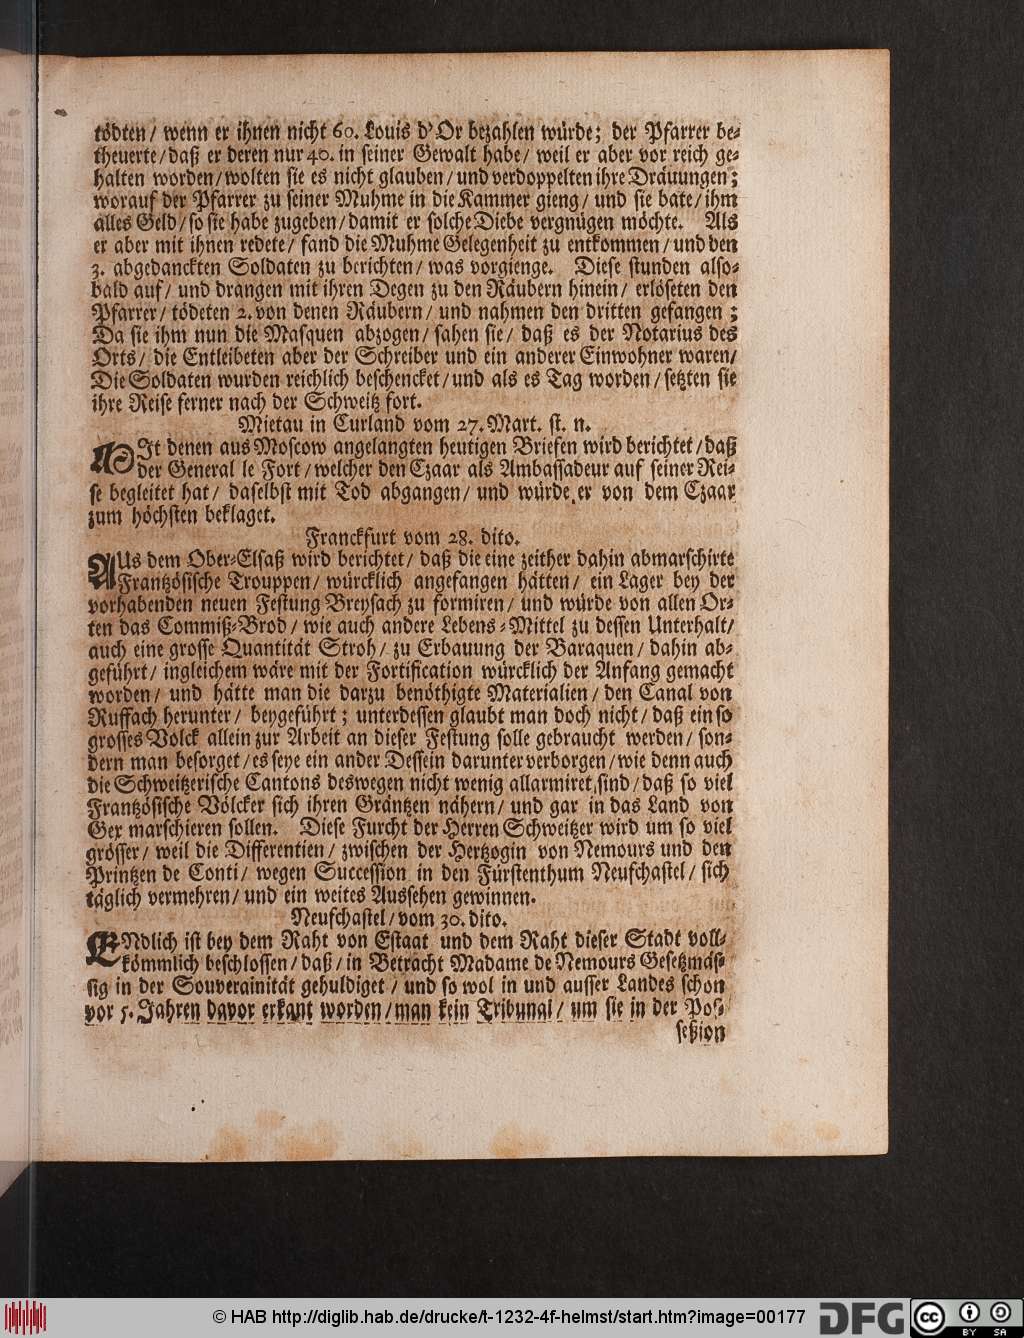 tödten/ wenn er ihnen nicht 60. Louis d'Or bezahlen würde; der Pfarrer be-
theuerte/ daß er deren nur 40. in seiner Gewalt habe/ weil er aber vor reich ge-
halten worden/ wolten sie es nicht glauben/ und verdoppelten ihre Dräuungen;
worauf der Pfarrer zu seiner Muhme in die Kammer gieng/ und sie bate/ ihm
alles Geld/ so sie habe zugeben/ damit er solche Diebe vergnügen möchte. Als
er aber mit ihnen redete/ fand die Muhme Gelegenheit zu entkommen/ und den
3. abgedanckten Soldaten zu berichten/ was vorgienge. Diese stunden also-
bald auf/ und drangen mit ihren Degen zu den Räubern hinein/ erlöseten den
Pfarrer/ tödeten 2. von denen Räubern/ und nahmen den dritten gefangen;
Da sie ihm nun die Masquen abzogen/ sahen sie/ daß es der Notarius des
Orts/ die Entleibeten aber der Schreiber und ein anderer Einwohner waren/
Die Soldaten wurden reichlich beschencket/ und als es Tag worden/ setzten sie
ihre Reise ferner nach der Schweitz fort.
Mietau in Curland vom 27. Mart. st. n.
MIt denen aus Moscow angelangten heutigen Briefen wird berichtet/ daß
der General le Fort/ welcher den Czaar als Ambassadeur auf seiner Rei-
se begleitet hat/ daselbst mit Tod abgangen/ und würde er von dem Czaar
zum höchsten beklaget.
Franckfurt vom 28. dito.
AUs dem Ober-Elsaß wird berichtet/ daß die eine zeither dahin abmarschirte
Frantzösische Trouppen/ würcklich angefangen hätten/ ein Lager bey der
vorhabenden neuen Festung Breysach zu formiren/ und würde von allen Or-
ten das Commiß-Brod/ wie auch andere Lebens-Mittel zu dessen Unterhalt/
auch eine grosse Quantität Stroh/ zu Erbauung der Baraquen/ dahin ab-
geführt/ ingleichem wäre mit der Fortification würcklich der Anfang gemacht
worden/ und hätte man die darzu benöthigte Materialien/ den Canal von
Ruffach herunter/ beygeführt; unterdessen glaubt man doch nicht/ daß ein so
grosses Volck allein zur Arbeit an dieser Festung solle gebraucht werden/ son-
dern man besorget/ es seye ein ander Dessein darunter verborgen/ wie denn auch
die Schweitzerische Cantons deswegen nicht wenig allarmiret sind/ daß so viel
Frantzösische Völcker sich ihren Gräntzen nähern/ und gar in das Land von
Gex marschieren sollen. Diese Furcht der Herren Schweitzer wird um so viel
grösser/ weil die Differentien/ zwischen der Hertzogin von Nemours und den
Printzen de Conti/ wegen Succession in den Fürstenthum Neufchastel/ sich
täglich vermehren/ und ein weites Aussehen gewinnen.
Neufchastel/ vom 30. dito.
ENdlich ist bey dem Raht von Estaat und dem Raht dieser Stadt voll-
kömmlich beschlossen/ daß/ in Betracht Madame de Nemours Gesetzmäs-
sig in der Souverainität gehuldiget/ und so wol in und ausser Landes schon
vor 5. Jahren davor erkant worden/ man kein Tribunal/ um sie in der Pos-
seßion
© HAB http://diglib.hab.de/drucke/t-1232-4f-helmst/start.htm?image=00177
DFG
cc BY SA